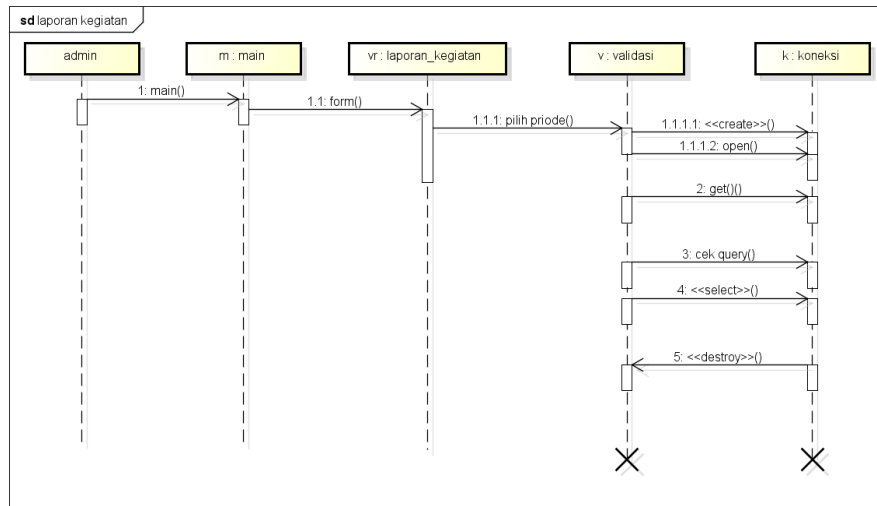 sd laporan kegiatan
admin
m : main
vr : laporan_kegiatan
v : validasi
k : koneksi
1: main()
1.1: form()
1.1.1: pilih priode()
1.1.1.1: <<create>>()
1.1.1.2: open()
2: get()()
3: cek query()
4: <<select>>()
5: <<destroy>>()